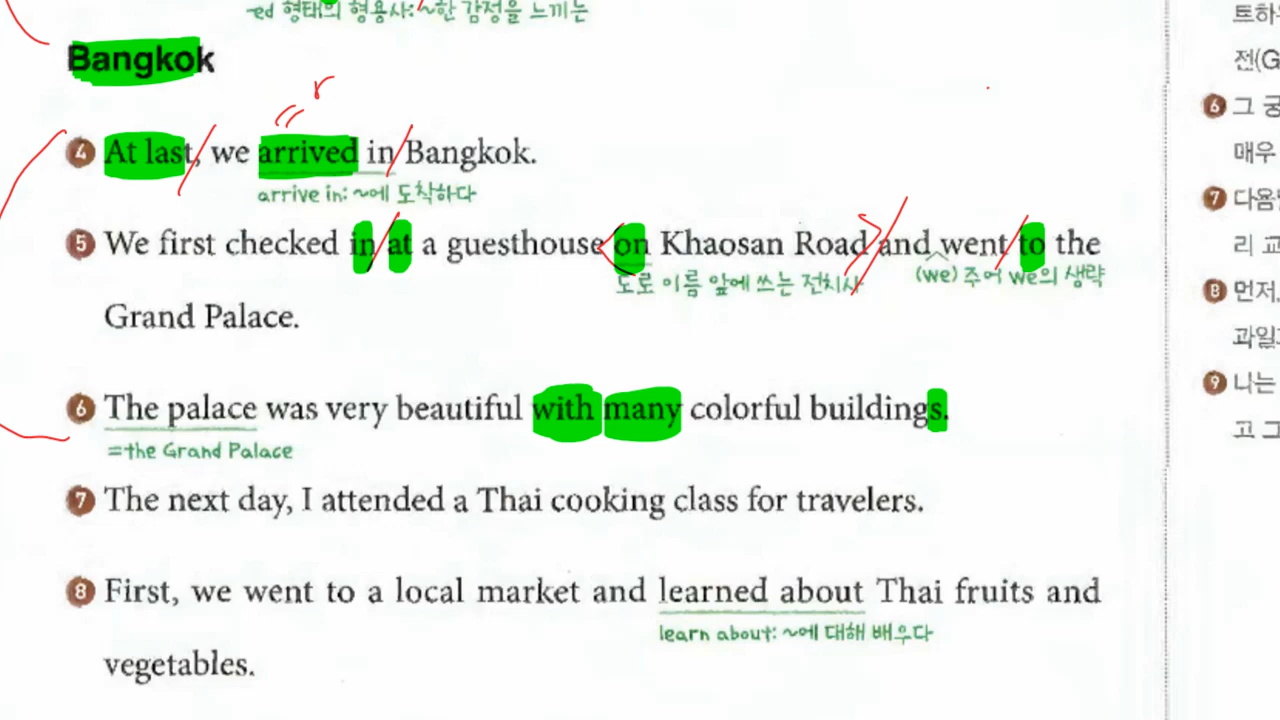 -ed 형태의 형용사: ~한 감정을 느끼는
Bangkok
r
4 At last, we arrived in Bangkok.
arrive in: ~에 도착하다
5 We first checked in at a guesthouse on Khaosan Road and went to the
도로 이름 앞에 쓰는 전치사 (we) 주어 we의 생략
Grand Palace.
6 The palace was very beautiful with many colorful buildings.
=the Grand Palace
7 The next day, I attended a Thai cooking class for travelers.
8 First, we went to a local market and learned about Thai fruits and
learn about: ~에 대해 배우다
vegetables.
전(G
6 그 궁
매우
7
리 교
8 먼저,
9 나는
고 그